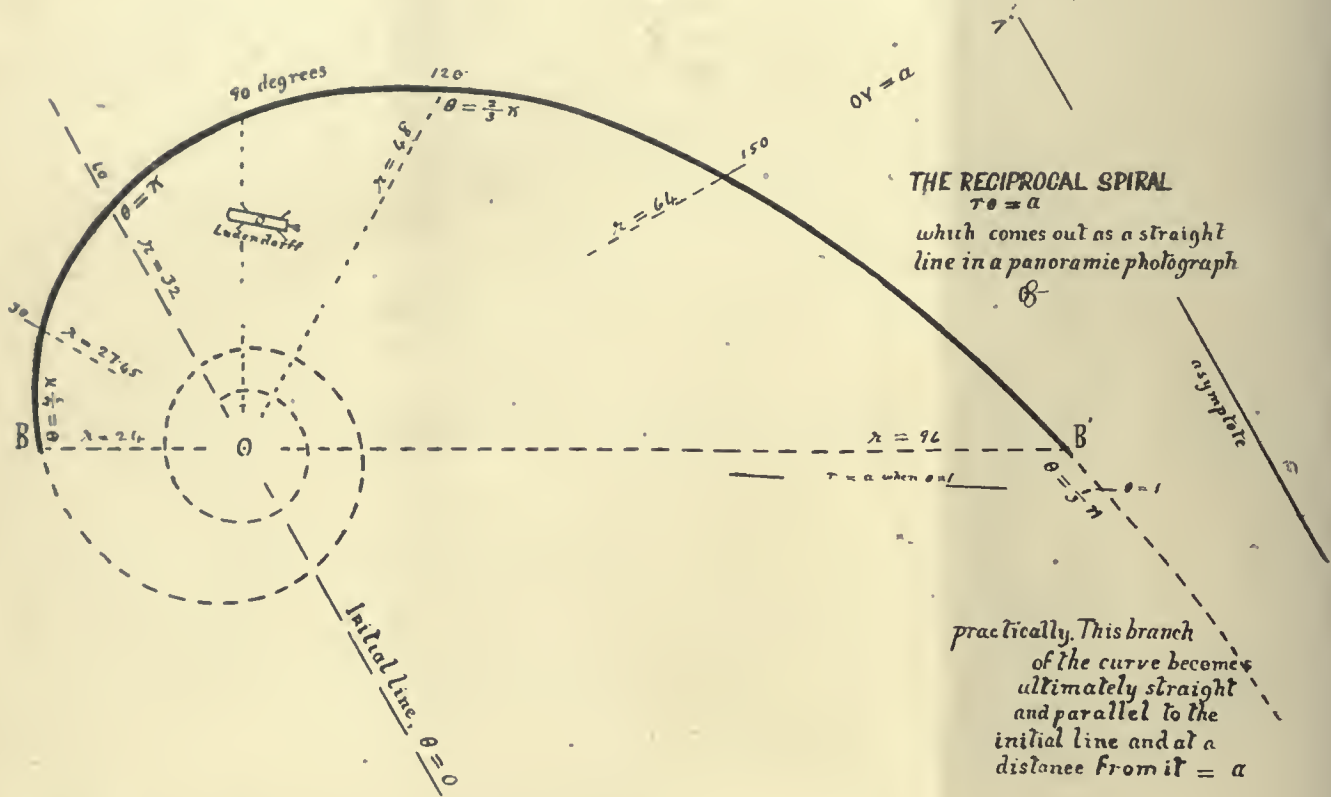 90 degrees
120
θ = 2/3 π
OY = a
Y
150
60
θ = π
r = 48
r = 64
THE RECIPROCAL SPIRAL
rθ = a
which comes out as a straight
line in a panoramic photograph
Ludendorff
r = 32
30
r = 27.45
asymptote
θ = 4/3 π
B
r = 24
O
r = 96
B'
r = a when θ=1
θ = π/3
θ = 1
Initial line, θ = 0
practically. This branch
of the curve becomes
ultimately straight
and parallel to the
initial line and at a
distance from it = a